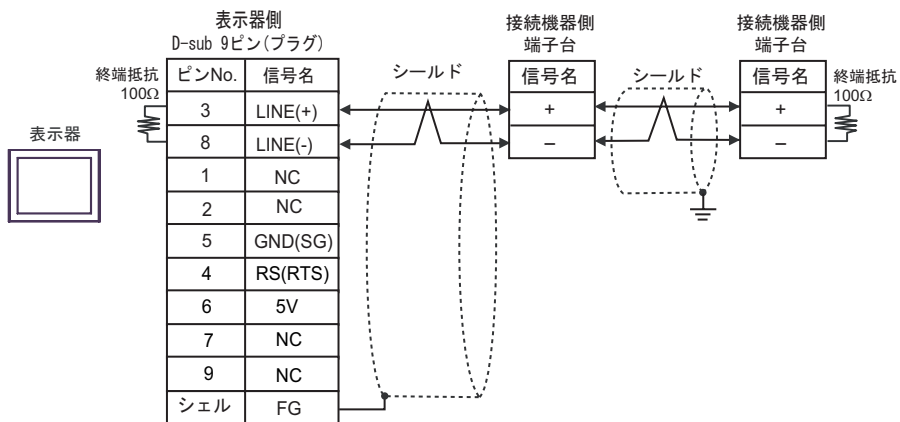 表示器側
D-sub 9ピン(プラグ)
接続機器側
端子台
接続機器側
端子台
終端抵抗
100Ω
ピンNo. 信号名
シールド
信号名
シールド
信号名
終端抵抗
100Ω
3 LINE(+)
+
+
表示器
8 LINE(-)
−
−
1 NC
2 NC
5 GND(SG)
4 RS(RTS)
6 5V
7 NC
9 NC
シェル FG